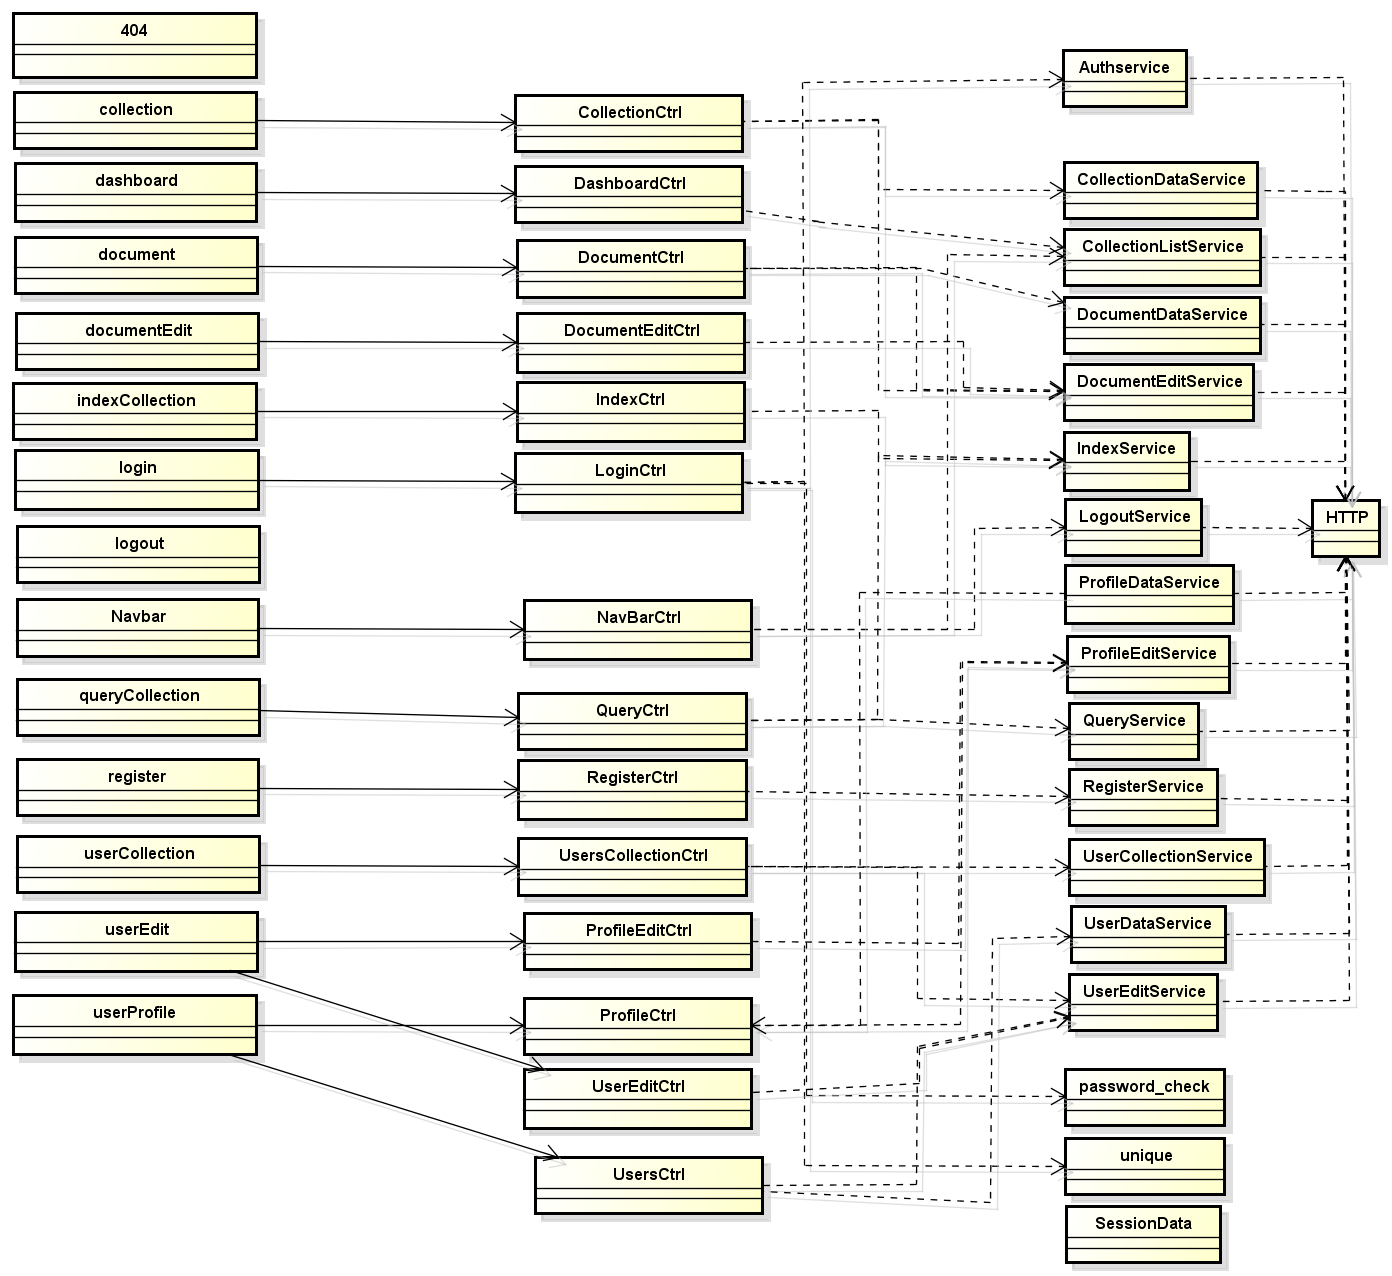 404
collection
dashboard
document
documentEdit
indexCollection
login
logout
Navbar
queryCollection
register
userCollection
userEdit
userProfile
CollectionCtrl
DashboardCtrl
DocumentCtrl
DocumentEditCtrl
IndexCtrl
LoginCtrl
NavBarCtrl
QueryCtrl
RegisterCtrl
UsersCollectionCtrl
ProfileEditCtrl
ProfileCtrl
UserEditCtrl
UsersCtrl
Authservice
CollectionDataService
CollectionListService
DocumentDataService
DocumentEditService
IndexService
LogoutService
ProfileDataService
ProfileEditService
QueryService
RegisterService
UserCollectionService
UserDataService
UserEditService
password_check
unique
SessionData
HTTP